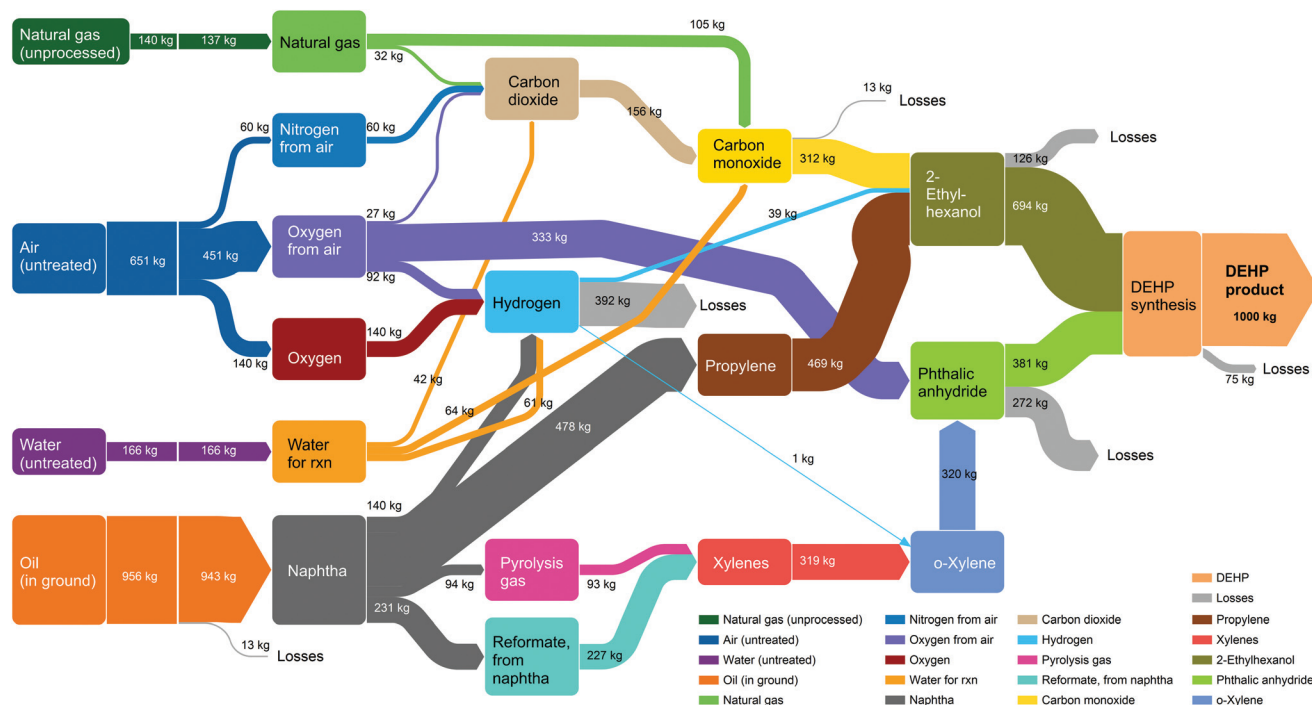 Natural gas
(unprocessed)
140 kg
137 kg
Natural gas
105 kg
32 kg
Carbon
dioxide
156 kg
13 kg
Losses
60 kg
Nitrogen
from air
60 kg
Carbon
monoxide
312 kg
2-
Ethyl-
hexanol
126 kg
Losses
694 kg
Air
(untreated)
651 kg
451 kg
Oxygen
from air
27 kg
333 kg
39 kg
92 kg
Hydrogen
392 kg
Losses
DEHP
synthesis
DEHP
product
1000 kg
75 kg
Losses
140 kg
Oxygen
140 kg
Propylene
469 kg
Phthalic
anhydride
381 kg
272 kg
Losses
42 kg
64 kg
61 kg
478 kg
Water
(untreated)
166 kg
166 kg
Water
for rxn
1 kg
320 kg
Oil
(in ground)
956 kg
943 kg
13 kg
Losses
Naphtha
140 kg
94 kg
231 kg
Pyrolysis
gas
93 kg
Xylenes
319 kg
o-Xylene
Reformate,
from
naphtha
227 kg
Natural gas (unprocessed)
Air (untreated)
Water (untreated)
Oil (in ground)
Natural gas
Nitrogen from air
Oxygen from air
Oxygen
Water for rxn
Naphtha
Carbon dioxide
Hydrogen
Pyrolysis gas
Reformate, from naphtha
Carbon monoxide
DEHP
Losses
Propylene
Xylenes
2-Ethylhexanol
Phthalic anhydride
o-Xylene